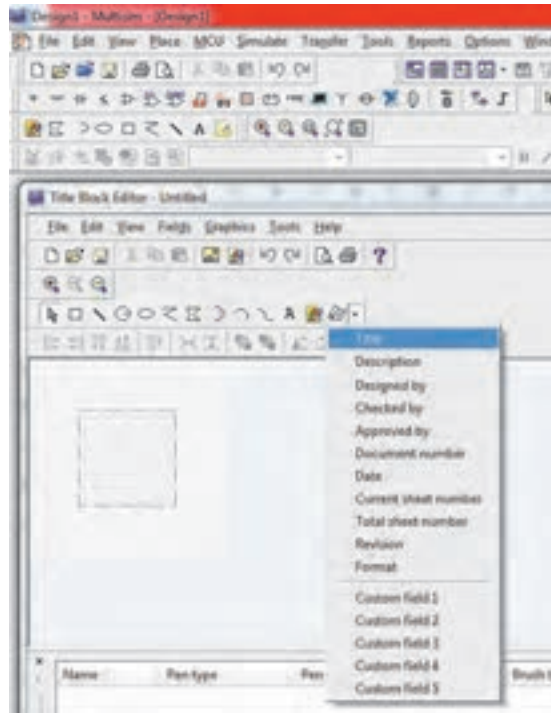 Design1 - Multisim - [Design1]
File Edit View Place MCU Simulate Transfer Tools Reports Options
Title Block Editor - Untitled
File Edit View Fields Graphics Tools Help
Title
Description
Designed by
Checked by
Approved by
Document number
Date
Current sheet number
Total sheet number
Revision
Format
Custom field 1
Custom field 2
Custom field 3
Custom field 4
Custom field 5
Name Pen type